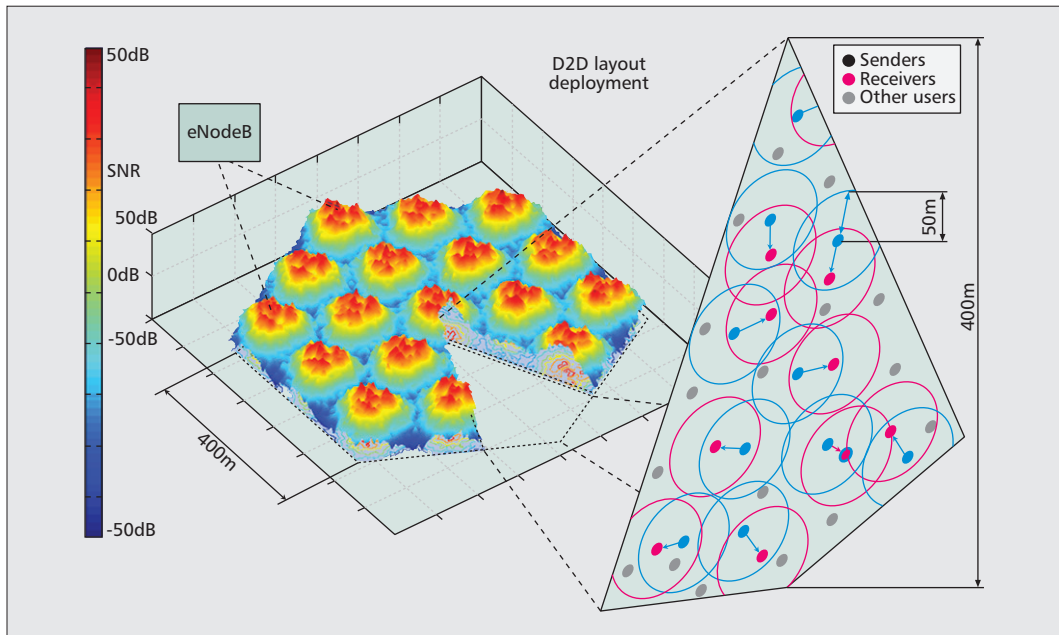 50dB
SNR
-50dB
eNodeB
50dB
0dB
-50dB
400m
D2D layout
deployment
Senders
Receivers
Other users
50m
400m